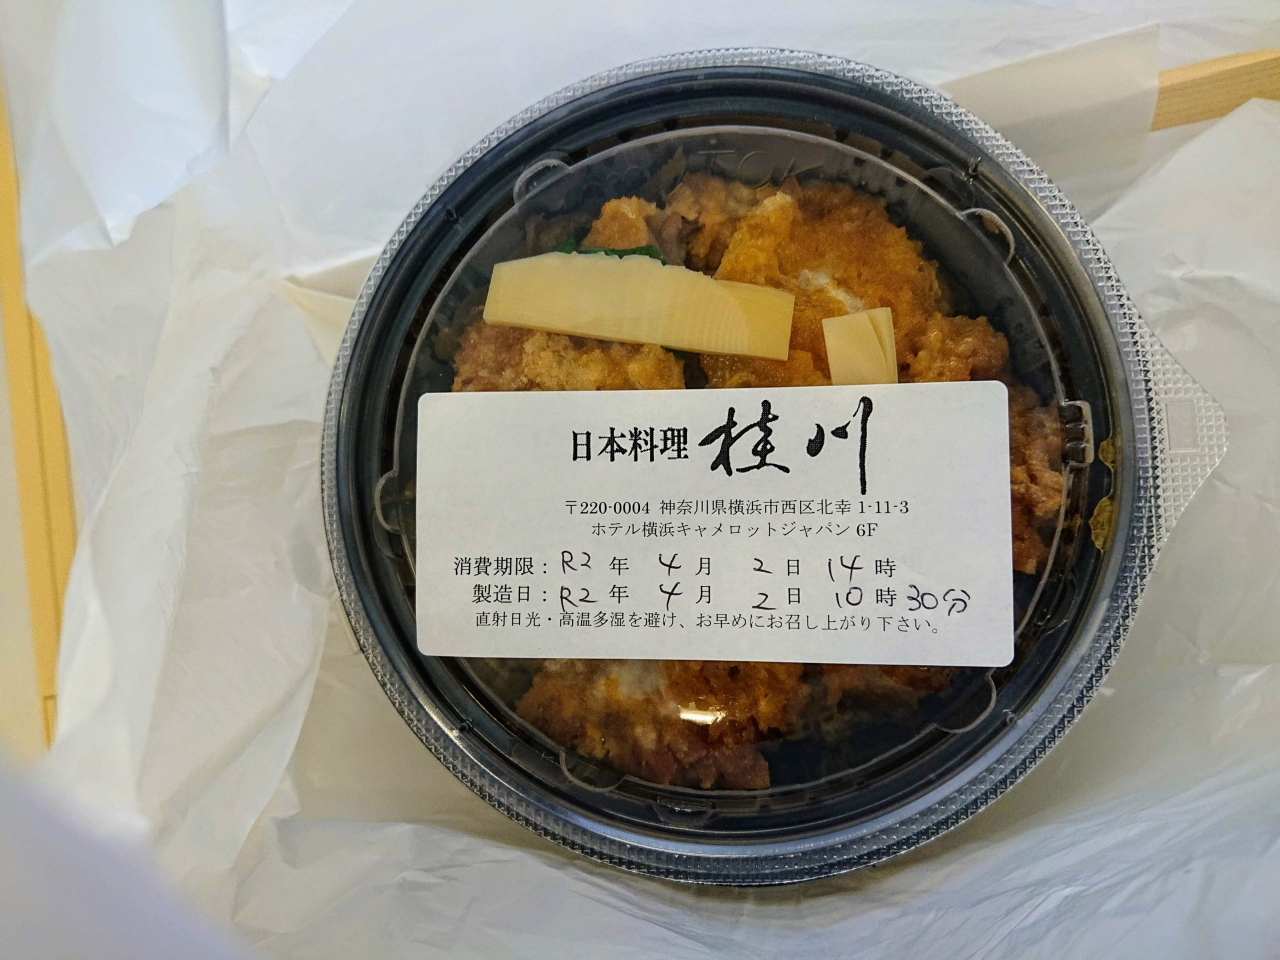 日本料理 桂川
〒220-0004 神奈川県横浜市西区北幸 1-11-3
ホテル横浜キャメロットジャパン 6F
消費期限：R2 年 4 月 2 日 14 時
製造日：R2 年 4 月 2 日 10 時 30分
直射日光・高温多湿を避け、お早めにお召し上がり下さい。